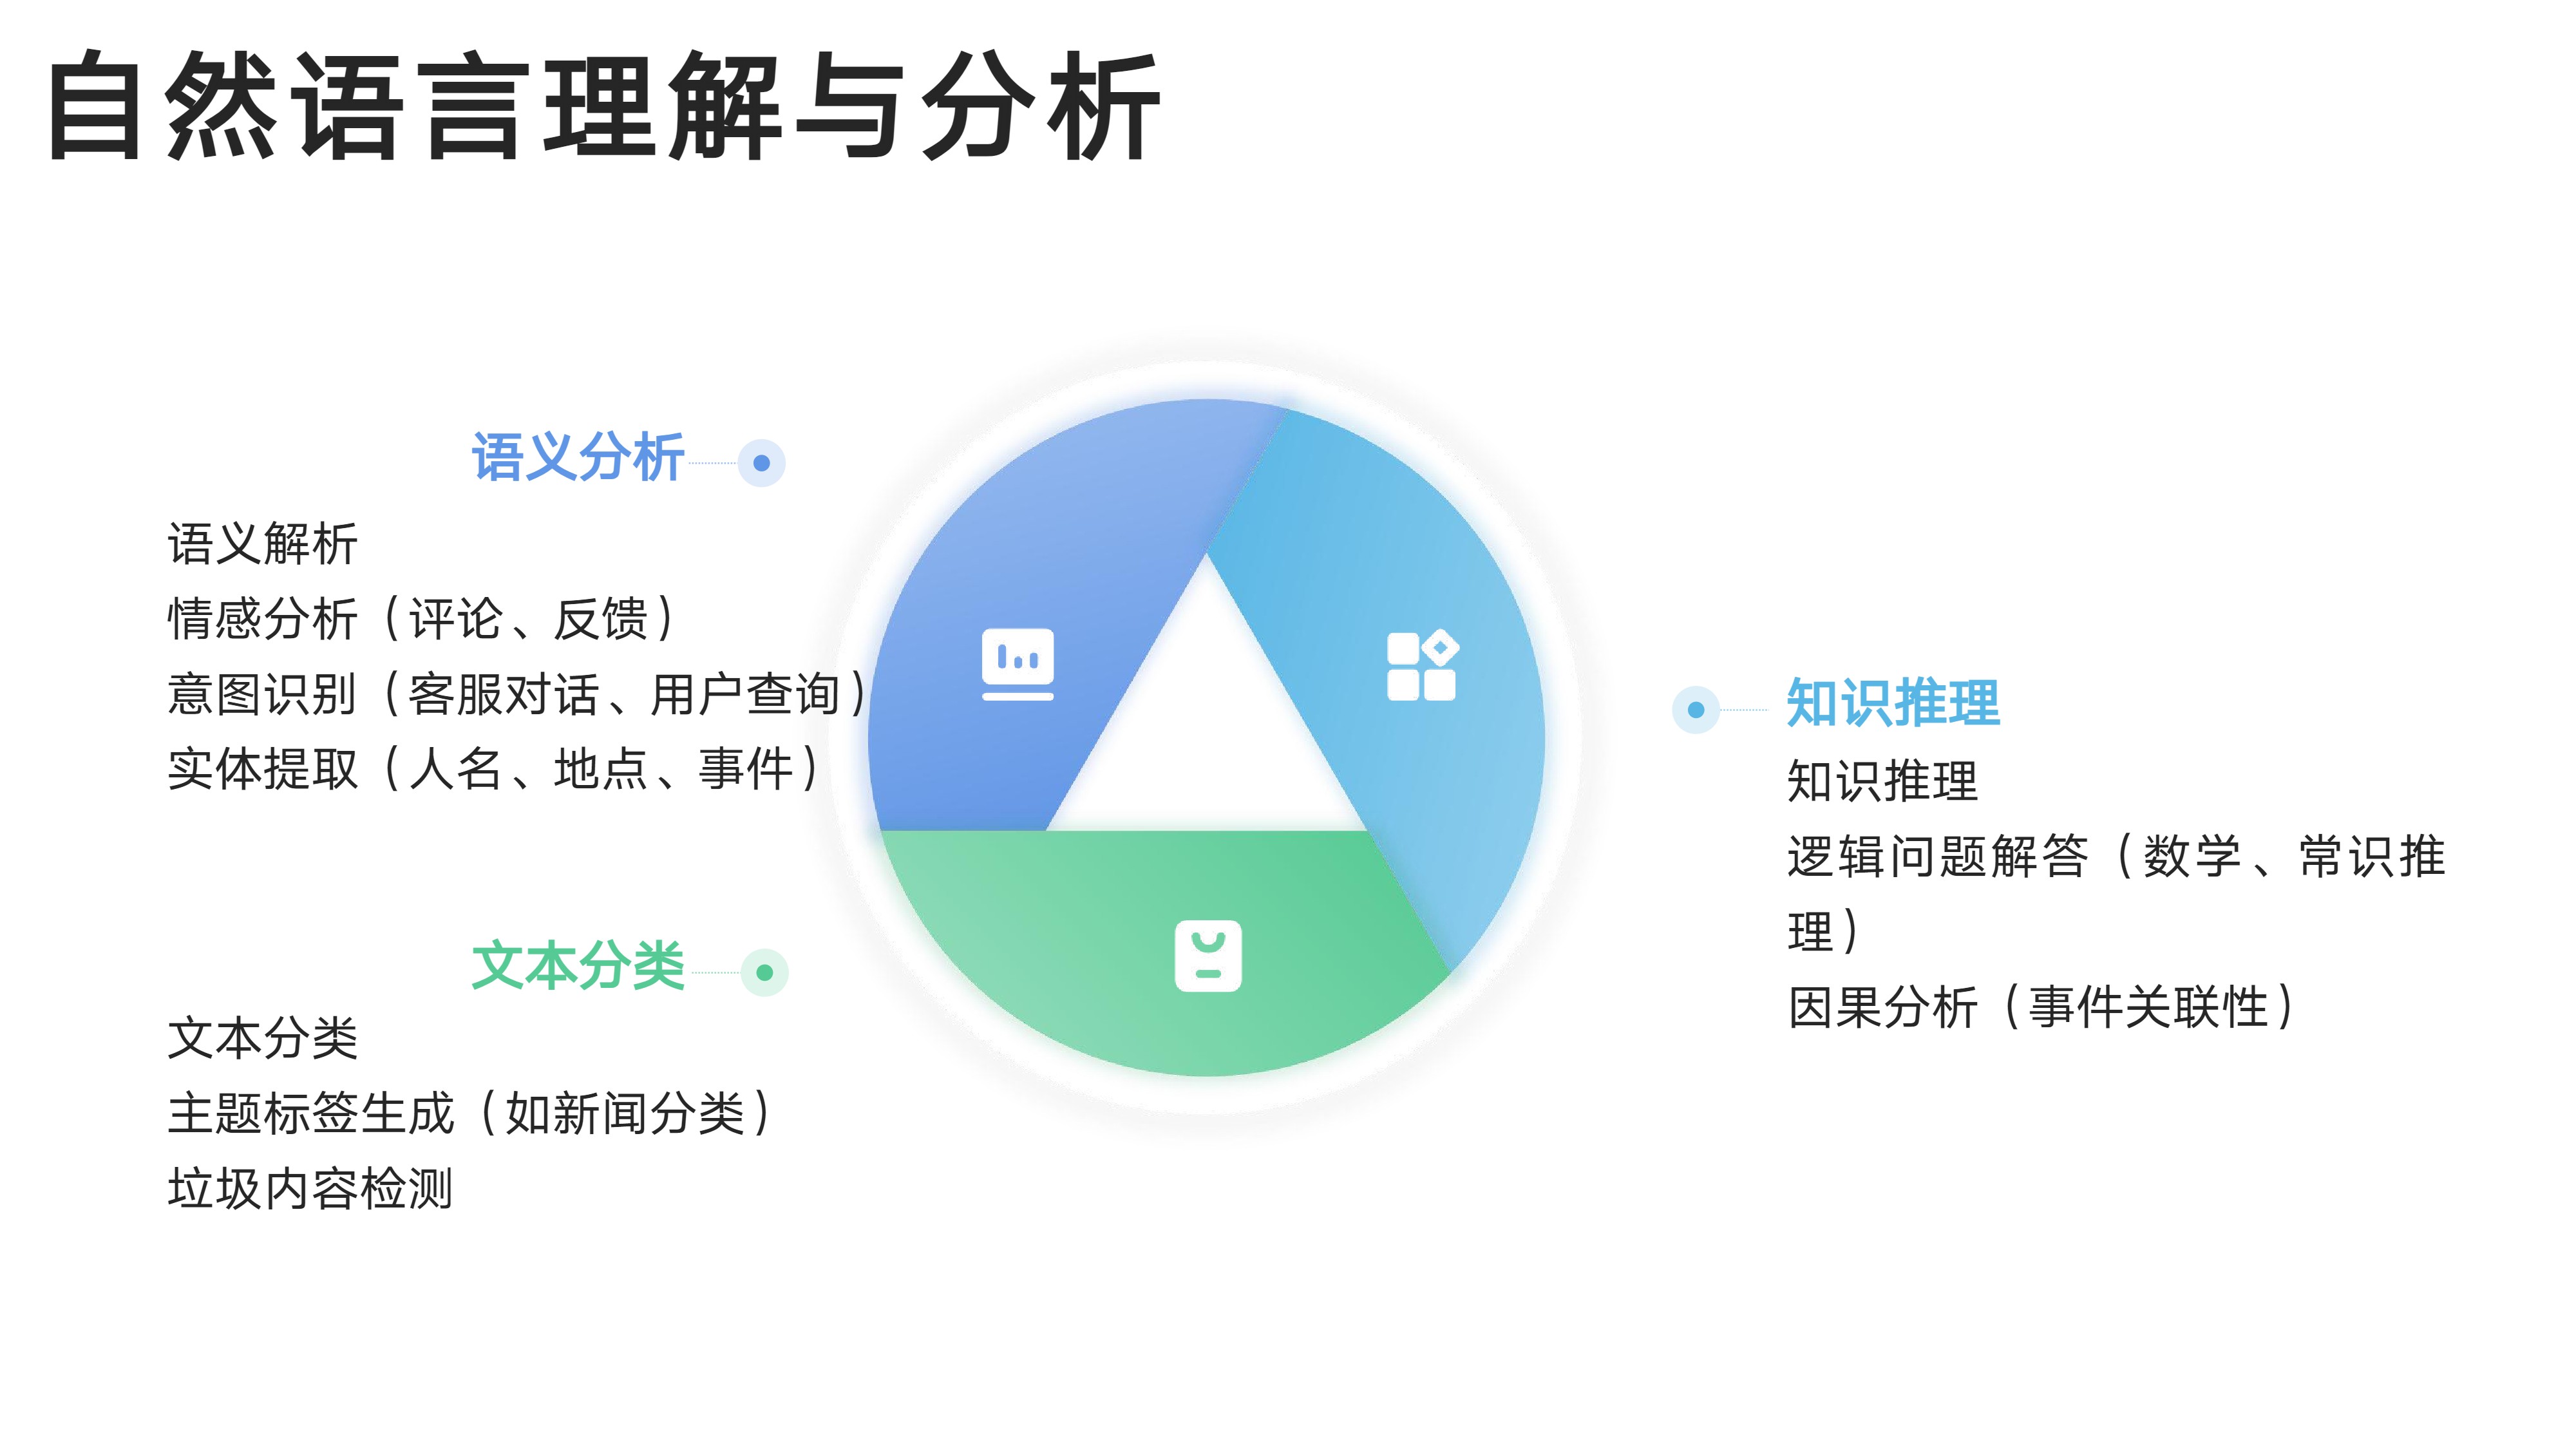 自然语言理解与分析
语义分析
语义解析
情感分析（评论、反馈）
意图识别（客服对话、用户查询）
实体提取（人名、地点、事件）
文本分类
文本分类
主题标签生成（如新闻分类）
垃圾内容检测
知识推理
知识推理
逻辑问题解答（数学、常识推
理）
因果分析（事件关联性）